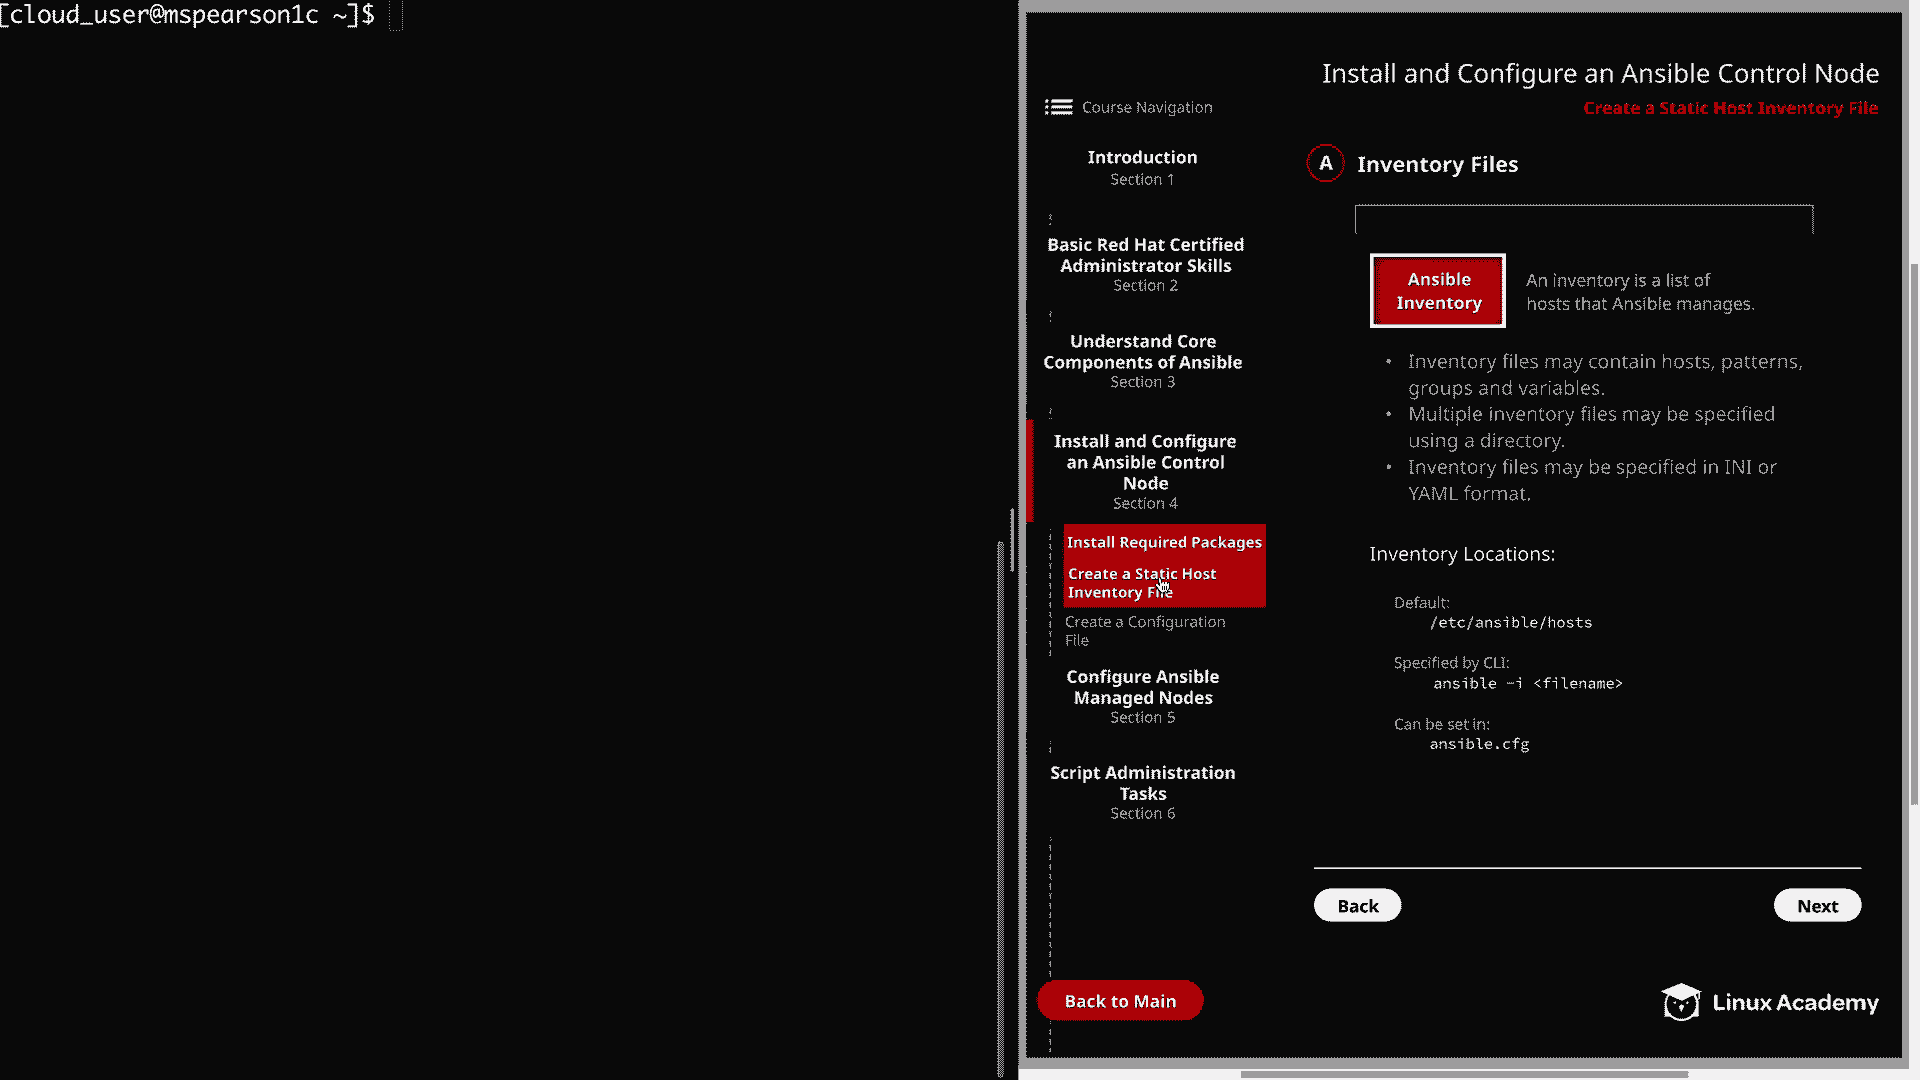 [cloud_user@mspearson1c ~]$
Install and Configure an Ansible Control Node
Create a Static Host Inventory File
Course Navigation
Introduction
Section 1
Basic Red Hat Certified
Administrator Skills
Section 2
Understand Core
Components of Ansible
Section 3
Install and Configure
an Ansible Control
Node
Section 4
Install Required Packages
Create a Static Host
Inventory File
Create a Configuration
File
Configure Ansible
Managed Nodes
Section 5
Script Administration
Tasks
Section 6
Back to Main
A Inventory Files
Ansible
Inventory
An inventory is a list of
hosts that Ansible manages.
• Inventory files may contain hosts, patterns,
groups and variables.
• Multiple inventory files may be specified
using a directory.
• Inventory files may be specified in INI or
YAML format.
Inventory Locations:
Default:
/etc/ansible/hosts
Specified by CLI:
ansible -i <filename>
Can be set in:
ansible.cfg
Back
Next
Linux Academy